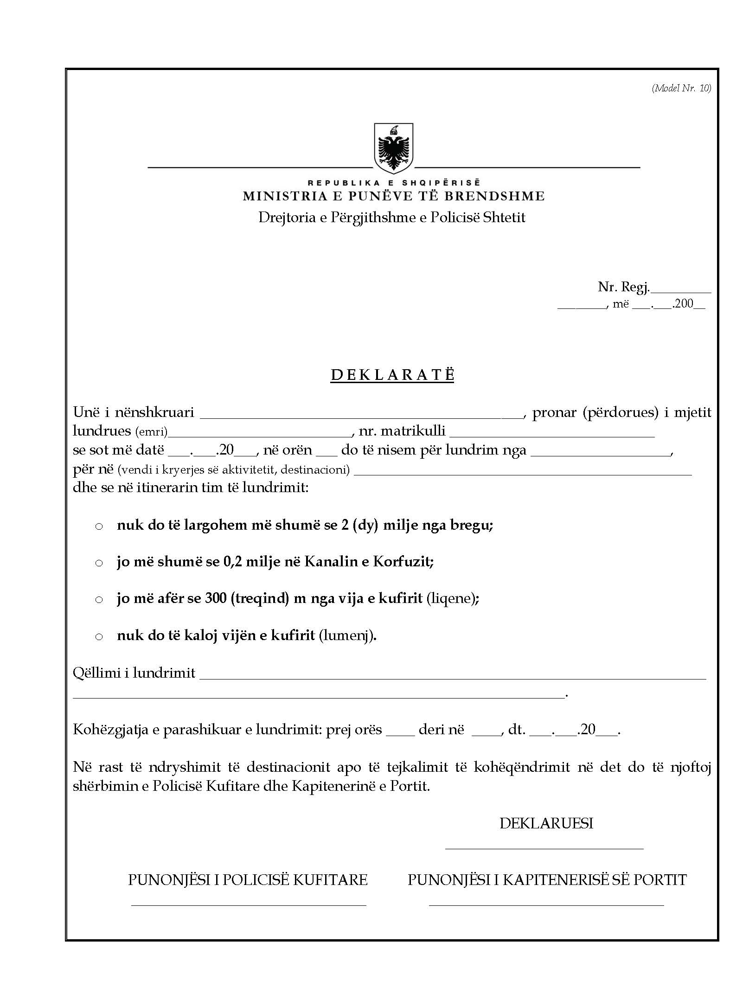 (Model Nr. 10)
REPUBLIKA E SHQIPËRISË
MINISTRIA E PUNËVE TË BRENDSHME
Drejtoria e Përgjithshme e Policisë Shtetit
Nr. Regj.__________
________, më ___.___.200__
DEKLARATË
Unë i nënshkruari ____________________________________________, pronar (përdorues) i mjetit
lundrues (emri)_________________________, nr. matrikulli ____________________________
se sot më datë ___.___.20___, në orën ___ do të nisem për lundrim nga ___________________,
për në (vendi i kryerjes së aktivitetit, destinacioni) ______________________________________________
dhe se në itinerarin tim të lundrimit:
o nuk do të largohem më shumë se 2 (dy) milje nga bregu;
o jo më shumë se 0,2 milje në Kanalin e Korfuzit;
o jo më afër se 300 (treqind) m nga vija e kufirit (liqene);
o nuk do të kaloj vijën e kufirit (lumenj).
Qëllimi i lundrimit _____________________________________________________________________
___________________________________________________________________.
Kohëzgjatja e parashikuar e lundrimit: prej orës ____ deri në ____, dt. ___.___.20___.
Në rast të ndryshimit të destinacionit apo të tejkalimit të kohëqëndrimit në det do të njoftoj
shërbimin e Policisë Kufitare dhe Kapitenerinë e Portit.
DEKLARUESI
___________________________
PUNONJËSI I POLICISË KUFITARE PUNONJËSI I KAPITENERISË SË PORTIT
________________________________ ________________________________